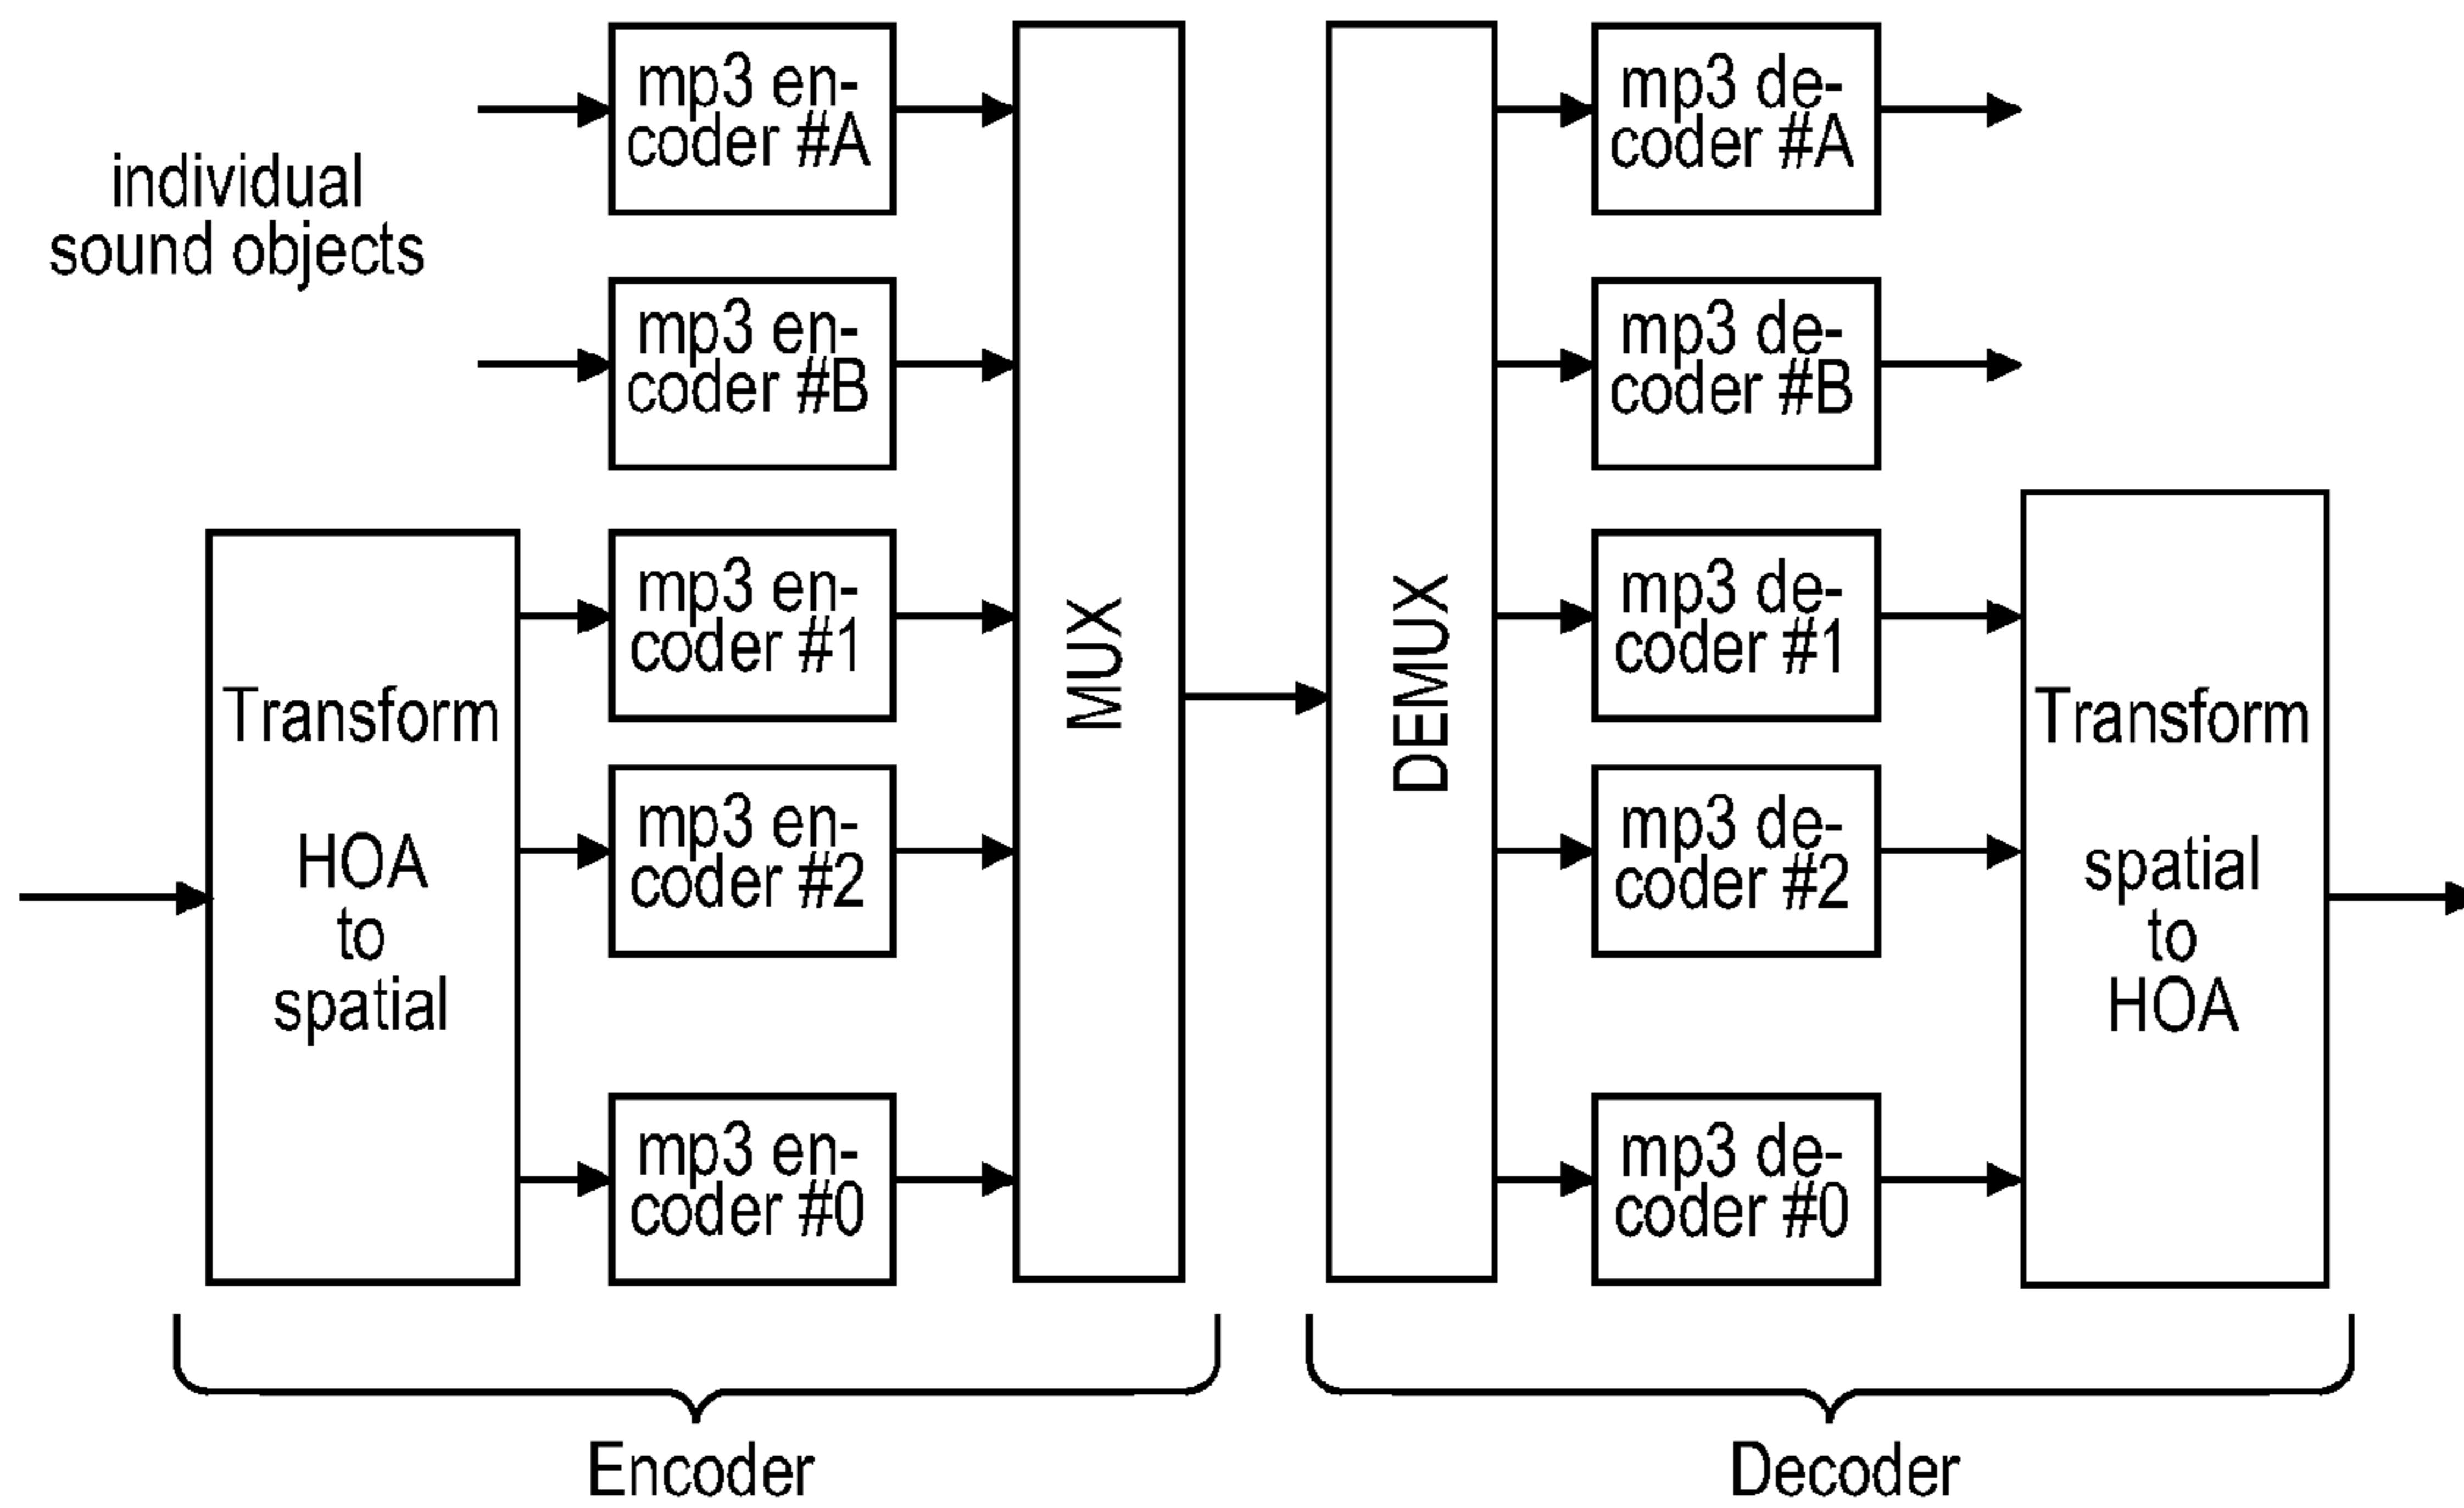 individual
sound objects
mp3 en-
coder #A
mp3 en-
coder #B
Transform
HOA
to
spatial
mp3 en-
coder #1
mp3 en-
coder #2
mp3 en-
coder #0
MUX
DEMUX
mp3 de-
coder #A
mp3 de-
coder #B
mp3 de-
coder #1
mp3 de-
coder #2
mp3 de-
coder #0
Transform
spatial
to
HOA
Encoder
Decoder